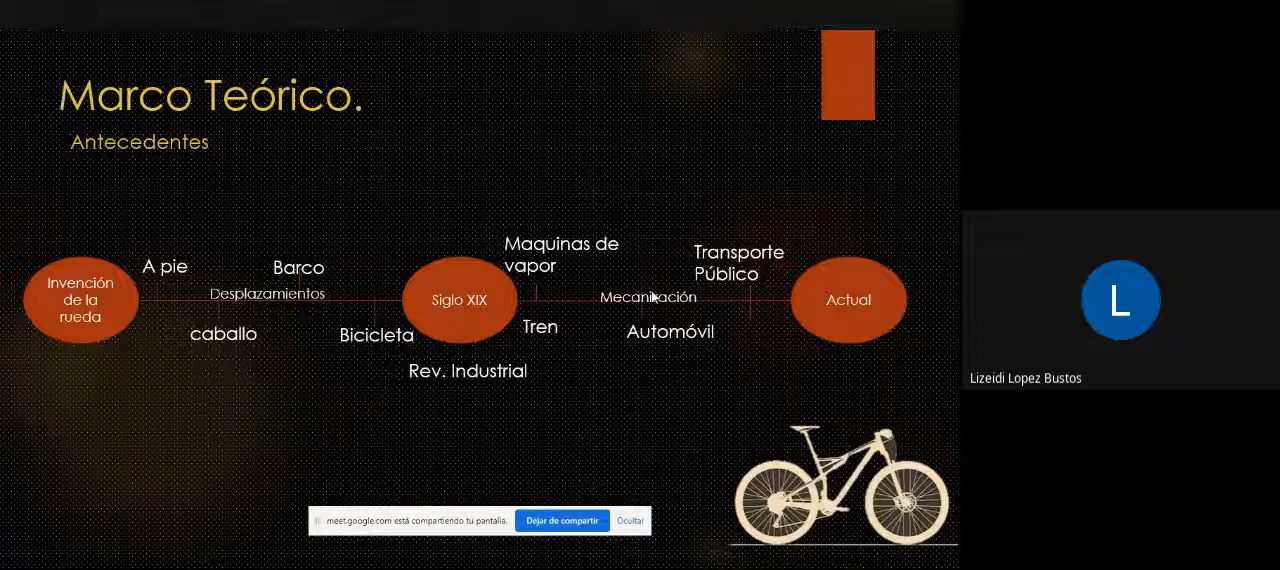 Marco Teórico.
Antecedentes
Invención
de la
rueda
A pie
Barco
Desplazamientos
caballo
Bicicleta
Siglo XIX
Rev. Industrial
Maquinas de
vapor
Tren
Mecanización
Automóvil
Transporte
Público
Actual
L
Lizeidi Lopez Bustos
meet.google.com está compartiendo tu pantalla.
Dejar de compartir
Ocultar